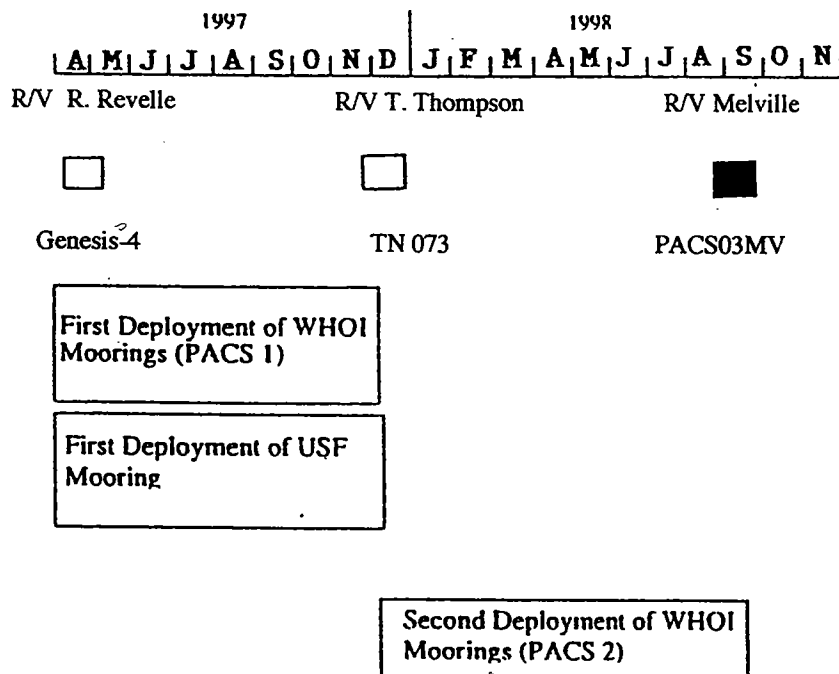 1997 1998
A M J J A S O N D J F M A M J J A S O N
R/V R. Revelle R/V T. Thompson R/V Melville
Genesis-4 TN 073 PACS03MV
First Deployment of WHOI
Moorings (PACS 1)
First Deployment of USF
Mooring
Second Deployment of WHOI
Moorings (PACS 2)